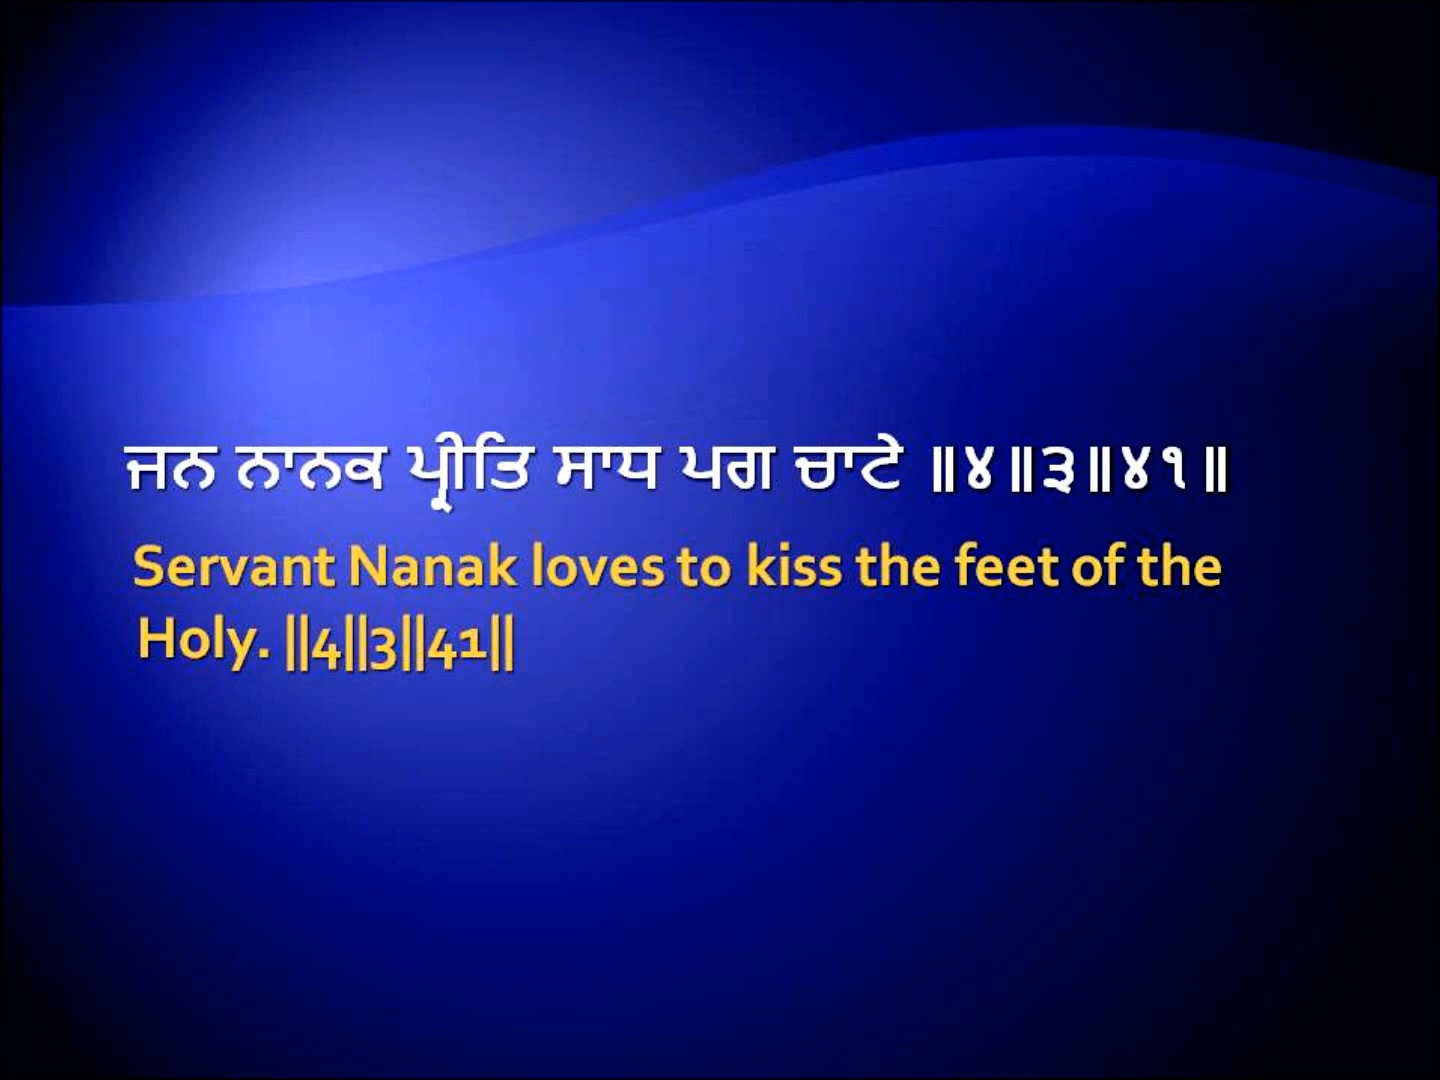 ਜਨ ਨਾਨਕ ਪ੍ਰੀਤਿ ਸਾਧ ਪਗ ਚਾਟੇ ॥੪॥੩॥੪੧॥
Servant Nanak loves to kiss the feet of the
Holy. ||4||3||41||